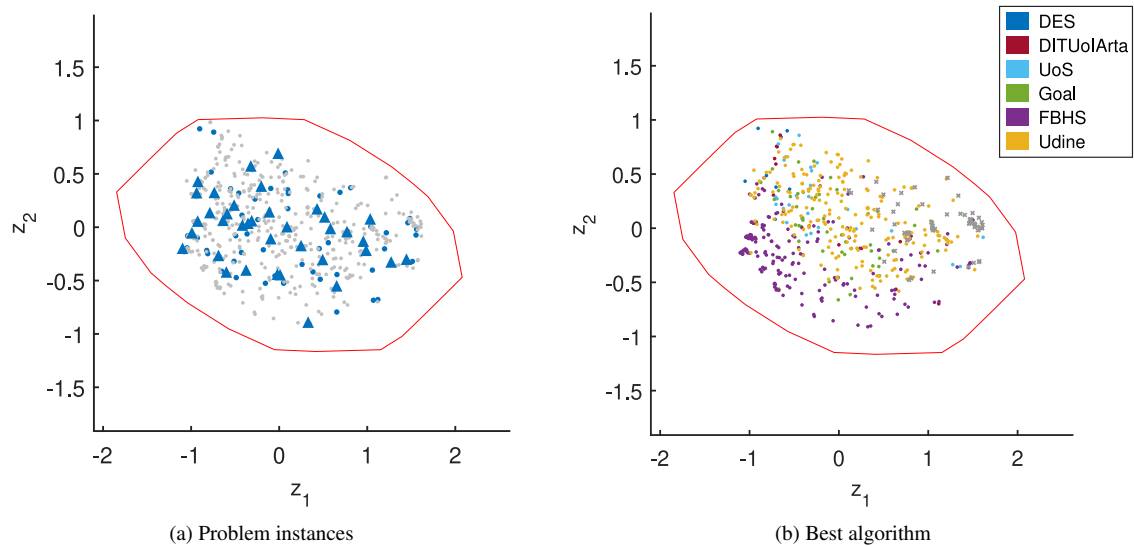 1.5
1
0.5
0
-0.5
-1
-1.5
z2
-2 -1 0 1 2
z1
(a) Problem instances
DES
DITUoIArta
UoS
Goal
FBHS
Udine
1.5
1
0.5
0
-0.5
-1
-1.5
z2
-2 -1 0 1 2
z1
(b) Best algorithm